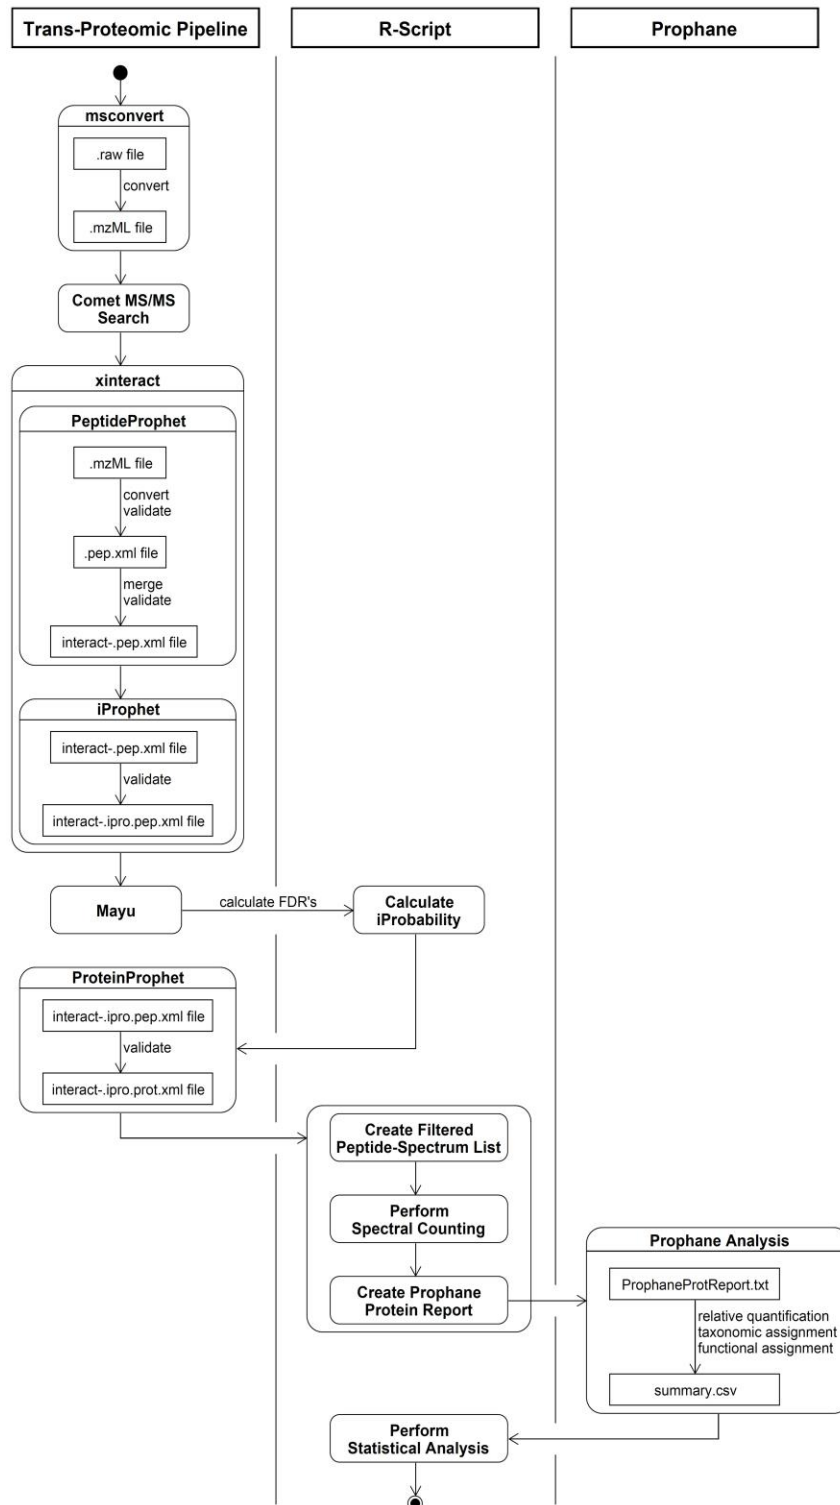 Trans-Proteomic Pipeline
R-Script
Prophane
msconvert
.raw file
convert
.mzML file
Comet MS/MS
Search
xinteract
PeptideProphet
.mzML file
convert
validate
.pep.xml file
merge
validate
interact-.pep.xml file
iProphet
interact-.pep.xml file
validate
interact-.ipro.pep.xml file
Mayu
calculate FDR's
Calculate
iProbability
ProteinProphet
interact-.ipro.pep.xml file
validate
interact-.ipro.prot.xml file
Create Filtered
Peptide-Spectrum List
Perform
Spectral Counting
Create Prophane
Protein Report
Prophane Analysis
ProphaneProtReport.txt
relative quantification
taxonomic assignment
functional assignment
summary.csv
Perform
Statistical Analysis